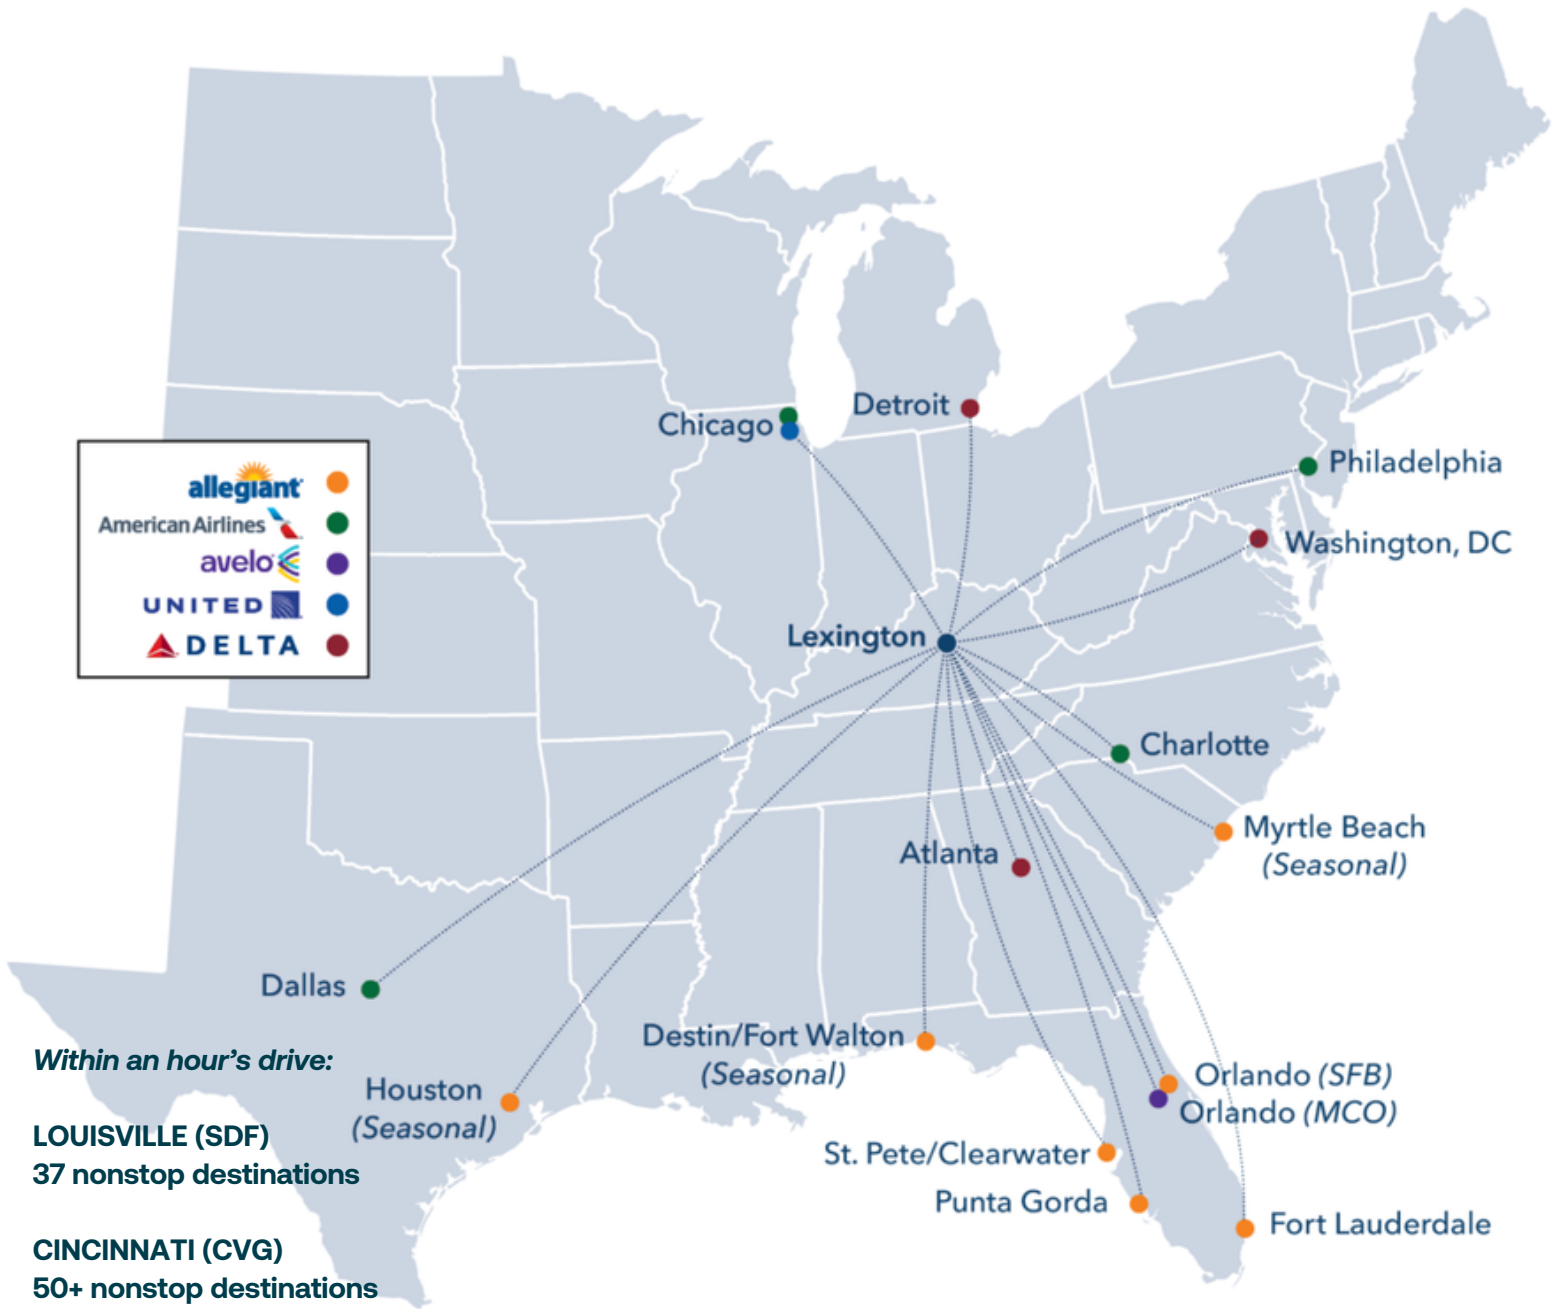 Chicago
Detroit
Philadelphia
Washington, DC
allegiant
American Airlines
avelo
UNITED
DELTA
Lexington
Charlotte
Myrtle Beach
(Seasonal)
Atlanta
Dallas
Destin/Fort Walton
(Seasonal)
Houston
(Seasonal)
Orlando (SFB)
Orlando (MCO)
St. Pete/Clearwater
Punta Gorda
Fort Lauderdale
Within an hour’s drive:
LOUISVILLE (SDF)
37 nonstop destinations
CINCINNATI (CVG)
50+ nonstop destinations